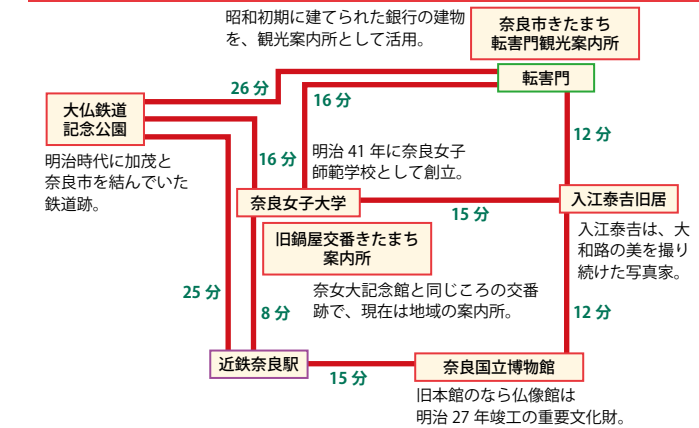 昭和初期に建てられた銀行の建物
を、観光案内所として活用。
奈良市きたまち
転害門観光案内所
転害門
26 分
16 分
大仏鉄道
記念公園
12 分
明治時代に加茂と
奈良市を結んでいた
鉄道跡。
16 分
明治 41 年に奈良女子
師範学校として創立。
奈良女子大学
15 分
入江泰吉旧居
入江泰吉は、大
和路の美を撮り
続けた写真家。
旧鍋屋交番きたまち
案内所
奈女大記念館と同じころの交番
跡で、現在は地域の案内所。
25 分
8 分
12 分
近鉄奈良駅
15 分
奈良国立博物館
旧本館のなら仏像館は
明治 27 年竣工の重要文化財。